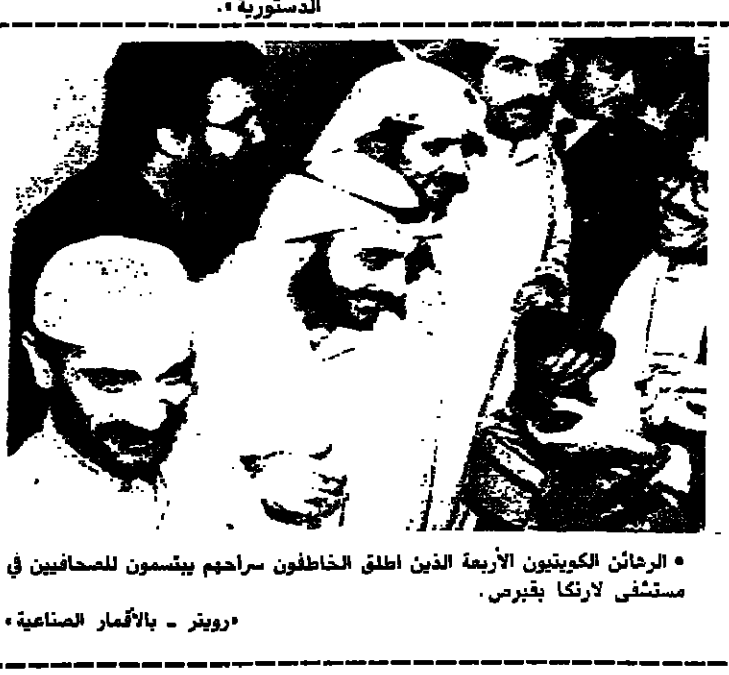 الدستورية».
• الرهائن الكويتيون الأربعة الذين اطلق الخاطفون سراحهم يبتسمون للصحافيين في
مستشفى لارنكا بقبرص.
«رويتر ـ بالأقمار الصناعية»